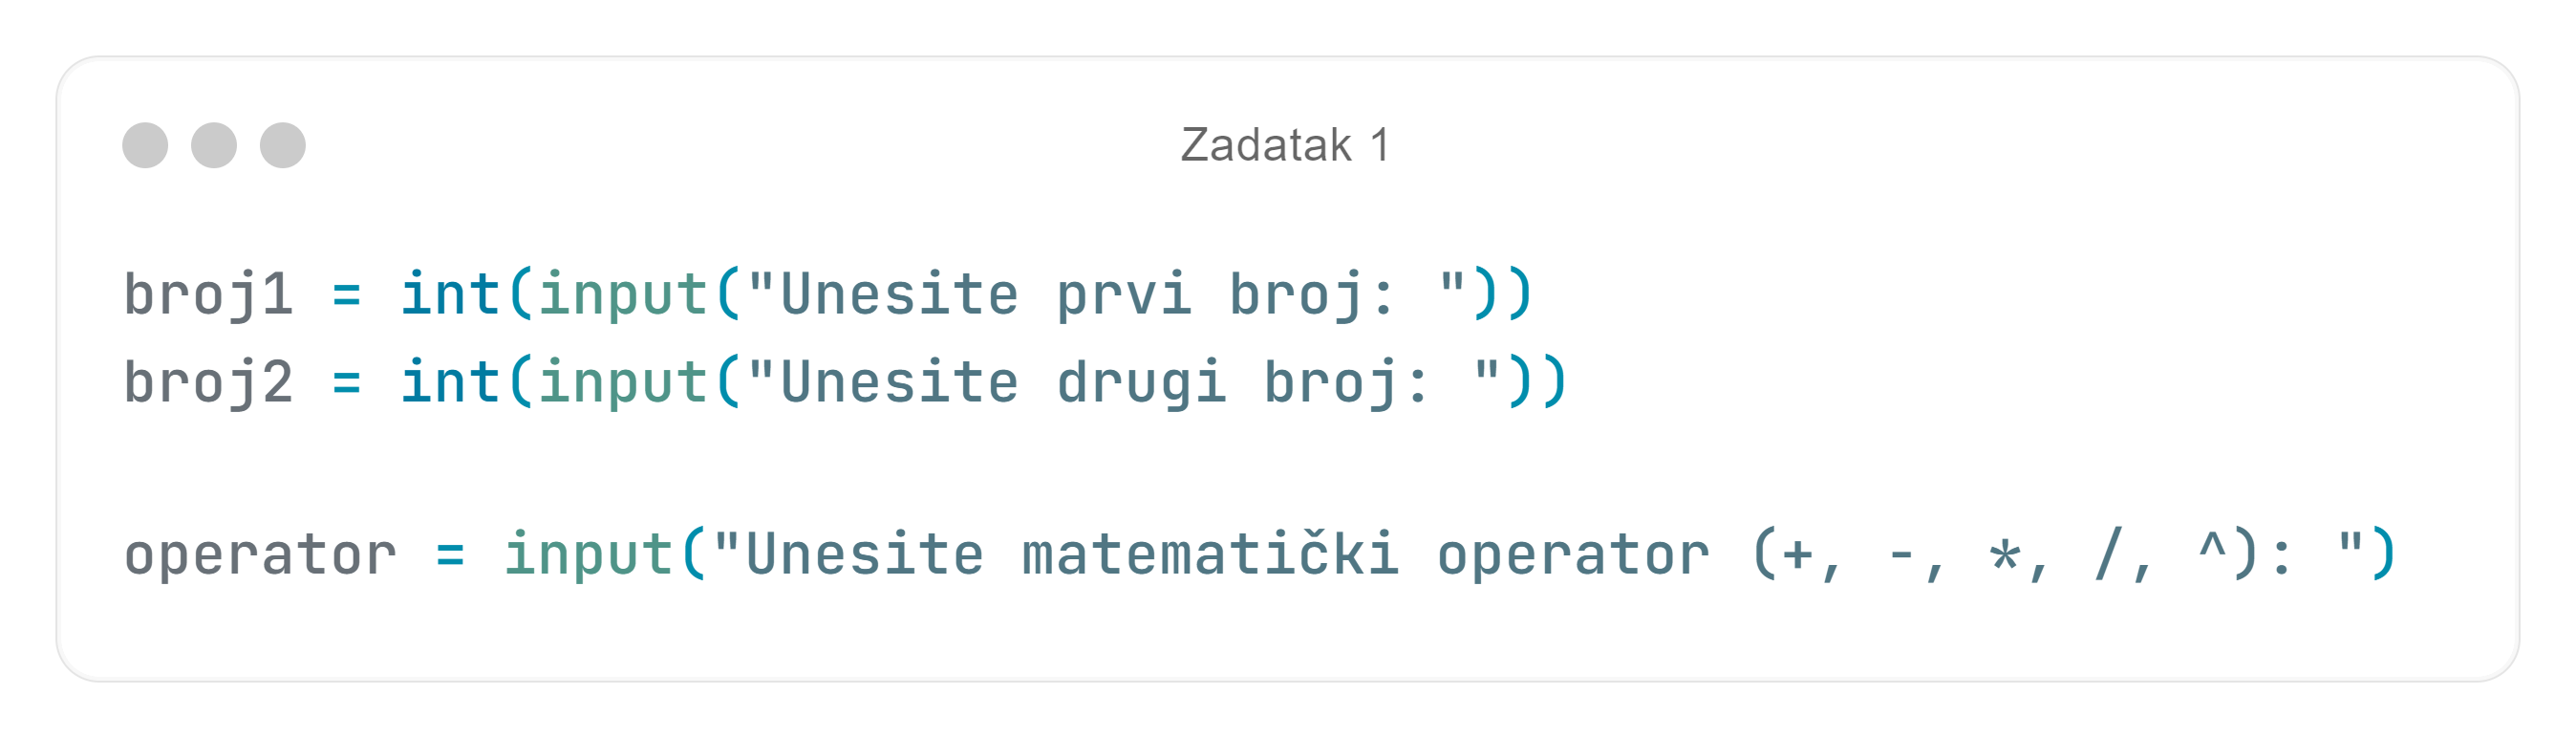 Zadatak 1
broj1 = int(input("Unesite prvi broj: "))
broj2 = int(input("Unesite drugi broj: "))
operator = input("Unesite matematički operator (+, -, *, /, ^): ")